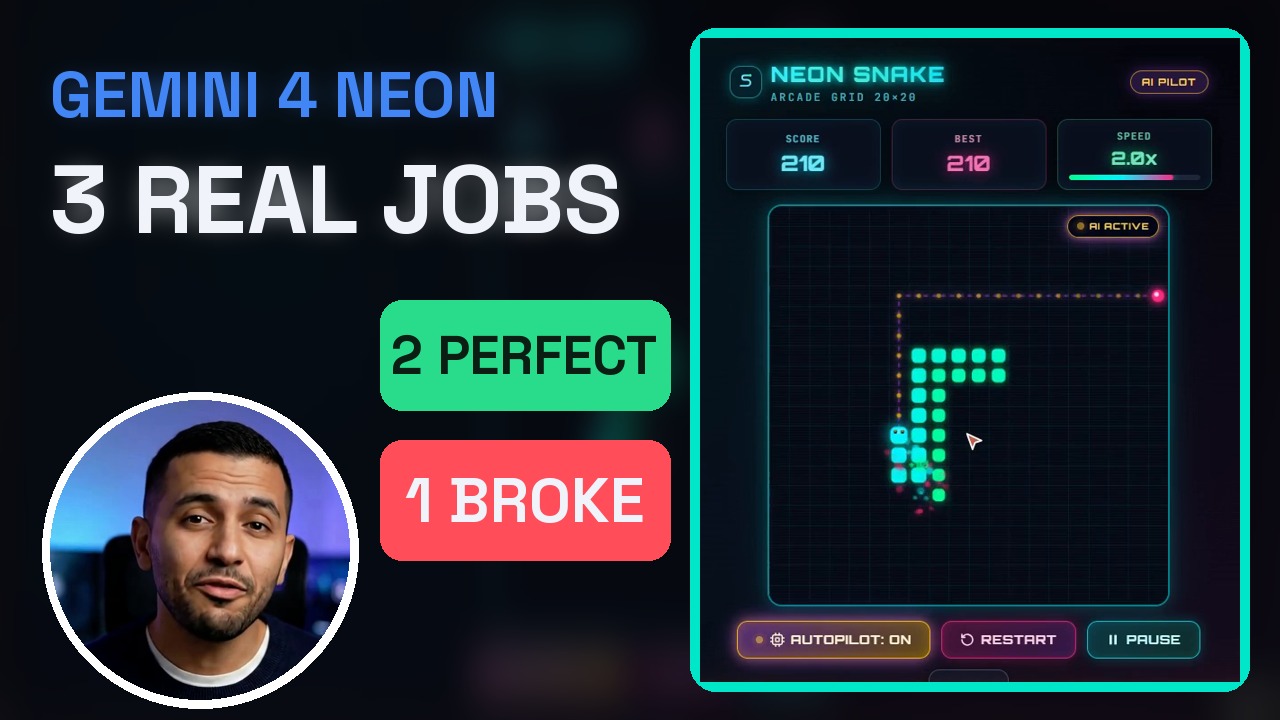 GEMINI 4 NEON
3 REAL JOBS
2 PERFECT
1 BROKE
S
NEON SNAKE
ARCADE GRID 20×20
AI PILOT
SCORE
210
BEST
210
SPEED
2.0x
AI ACTIVE
AUTOPILOT: ON
RESTART
PAUSE